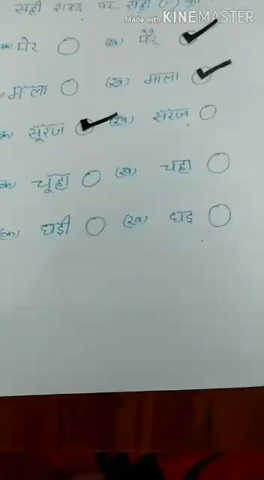 Made with KINEMASTER
सही शब्द पर सही (✓) का
(क) पेर (ख) पैर
(क) मला (ख) माला
(क) सूरज (ख) सरज
(क) चूहा (ख) चहा
(क) घड़ी (ख) घड